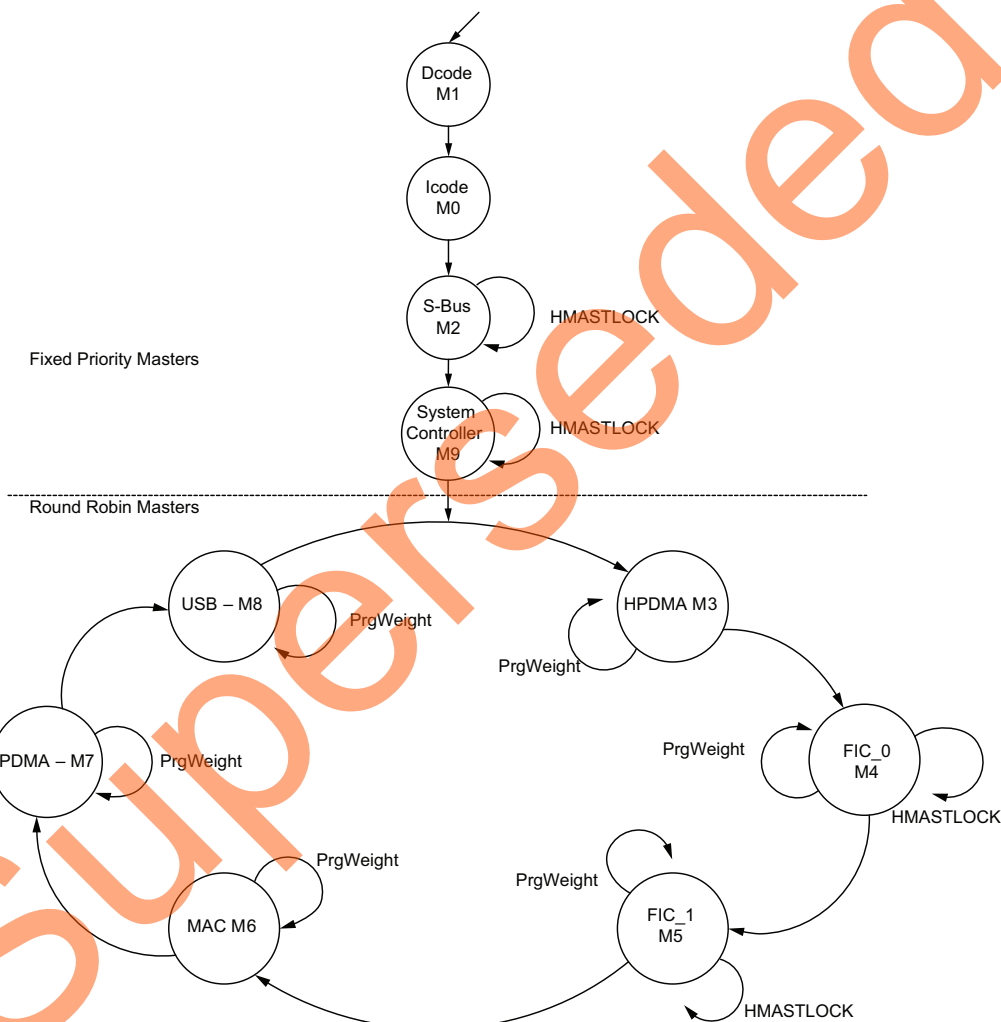 Dcode
M1
Icode
M0
S-Bus
M2
HMASTLOCK
Fixed Priority Masters
System
Controller
M9
HMASTLOCK
Round Robin Masters
USB – M8
PrgWeight
HPDMA M3
PrgWeight
PDMA – M7
PrgWeight
PrgWeight
FIC_0
M4
HMASTLOCK
PrgWeight
MAC M6
PrgWeight
FIC_1
M5
HMASTLOCK
Superseded